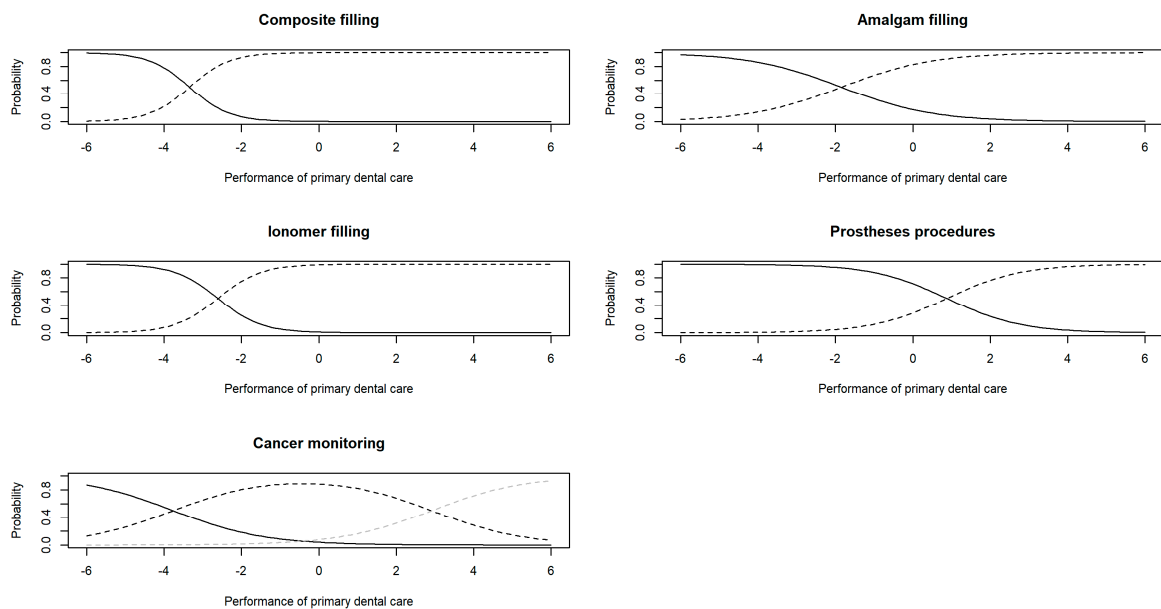 Composite filling
Probability
0.0 0.4 0.8
-6 -4 -2 0 2 4 6
Performance of primary dental care
Amalgam filling
Probability
0.0 0.4 0.8
-6 -4 -2 0 2 4 6
Performance of primary dental care
Ionomer filling
Probability
0.0 0.4 0.8
-6 -4 -2 0 2 4 6
Performance of primary dental care
Prostheses procedures
Probability
0.0 0.4 0.8
-6 -4 -2 0 2 4 6
Performance of primary dental care
Cancer monitoring
Probability
0.0 0.4 0.8
-6 -4 -2 0 2 4 6
Performance of primary dental care